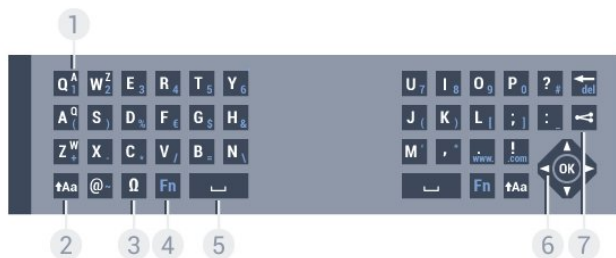 1
Q A 1 W Z 2 E 3 R 4 T 5 Y 6 U 7 I 8 O 9 P 0 ? # del
A Q ( S ) D % F € G $ H & J ( K ) L [ ; ] : _
Z W + X - C * V / B = N \ M ' , " . www. ! .com OK
Aa @ ~ Ω Fn Fn Aa
2 3 4 5 6 7